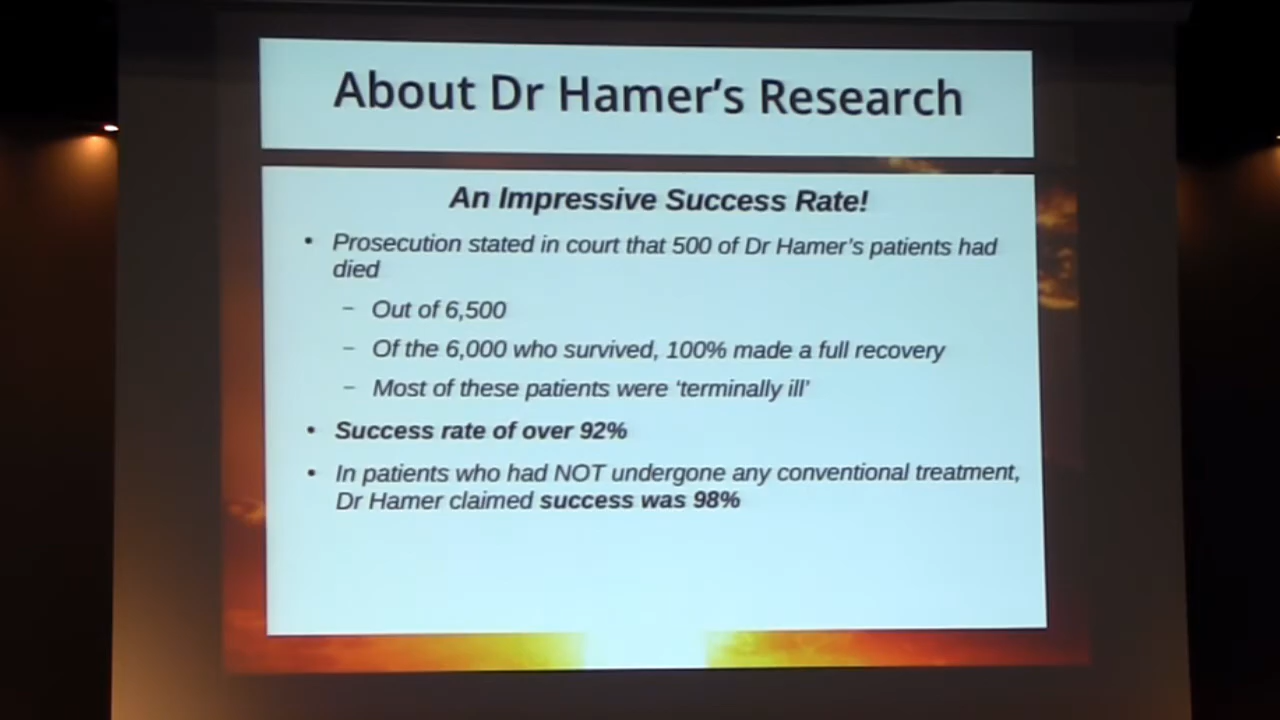 About Dr Hamer’s Research
An Impressive Success Rate!
• Prosecution stated in court that 500 of Dr Hamer’s patients had
died
– Out of 6,500
– Of the 6,000 who survived, 100% made a full recovery
– Most of these patients were ‘terminally ill’
• Success rate of over 92%
• In patients who had NOT undergone any conventional treatment,
Dr Hamer claimed success was 98%